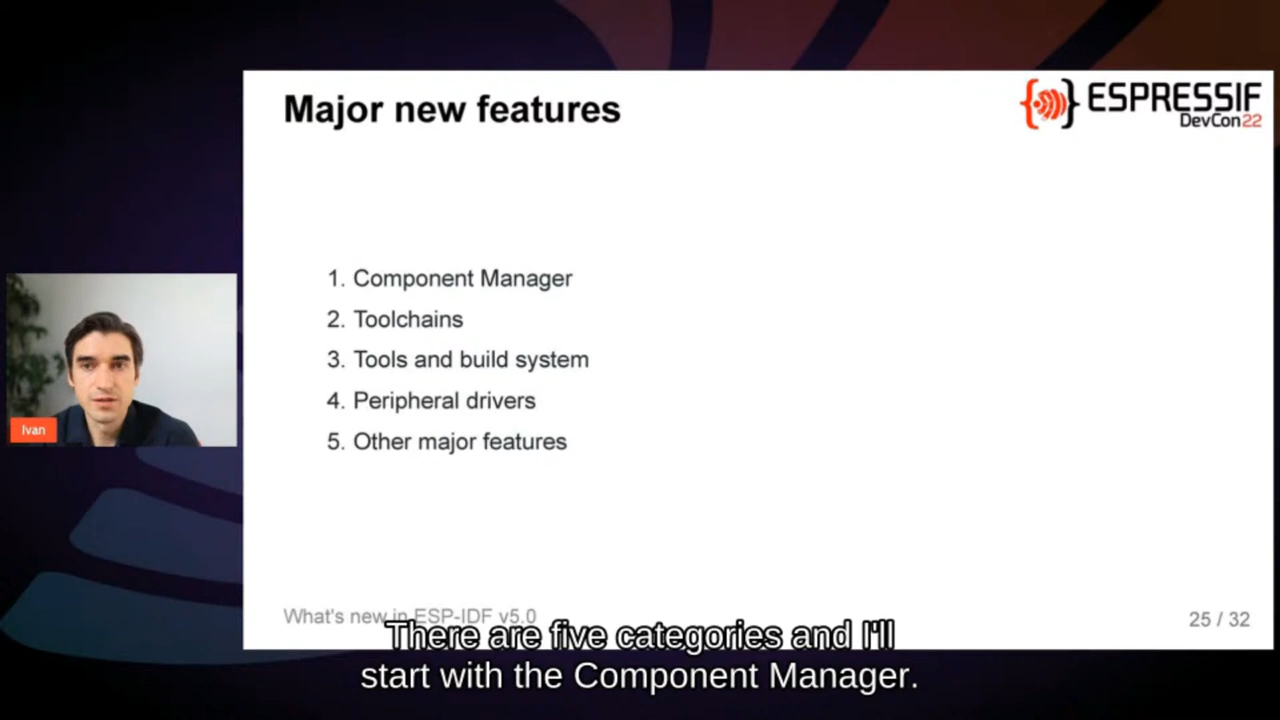 Major new features
ESPRESSIF
DevCon22
1. Component Manager
2. Toolchains
3. Tools and build system
4. Peripheral drivers
5. Other major features
Ivan
What's new in ESP-IDF v5.0
25 / 32
There are five categories and I'll
start with the Component Manager.